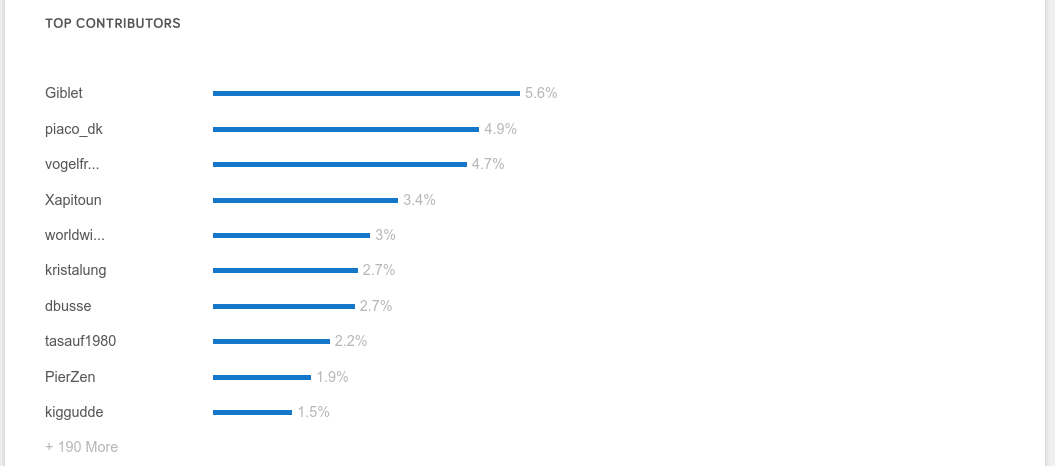 TOP CONTRIBUTORS
Giblet 5.6%
piaco_dk 4.9%
vogelfr... 4.7%
Xapitoun 3.4%
worldwi... 3%
kristalung 2.7%
dbusse 2.7%
tasauf1980 2.2%
PierZen 1.9%
kiggudde 1.5%
+ 190 More